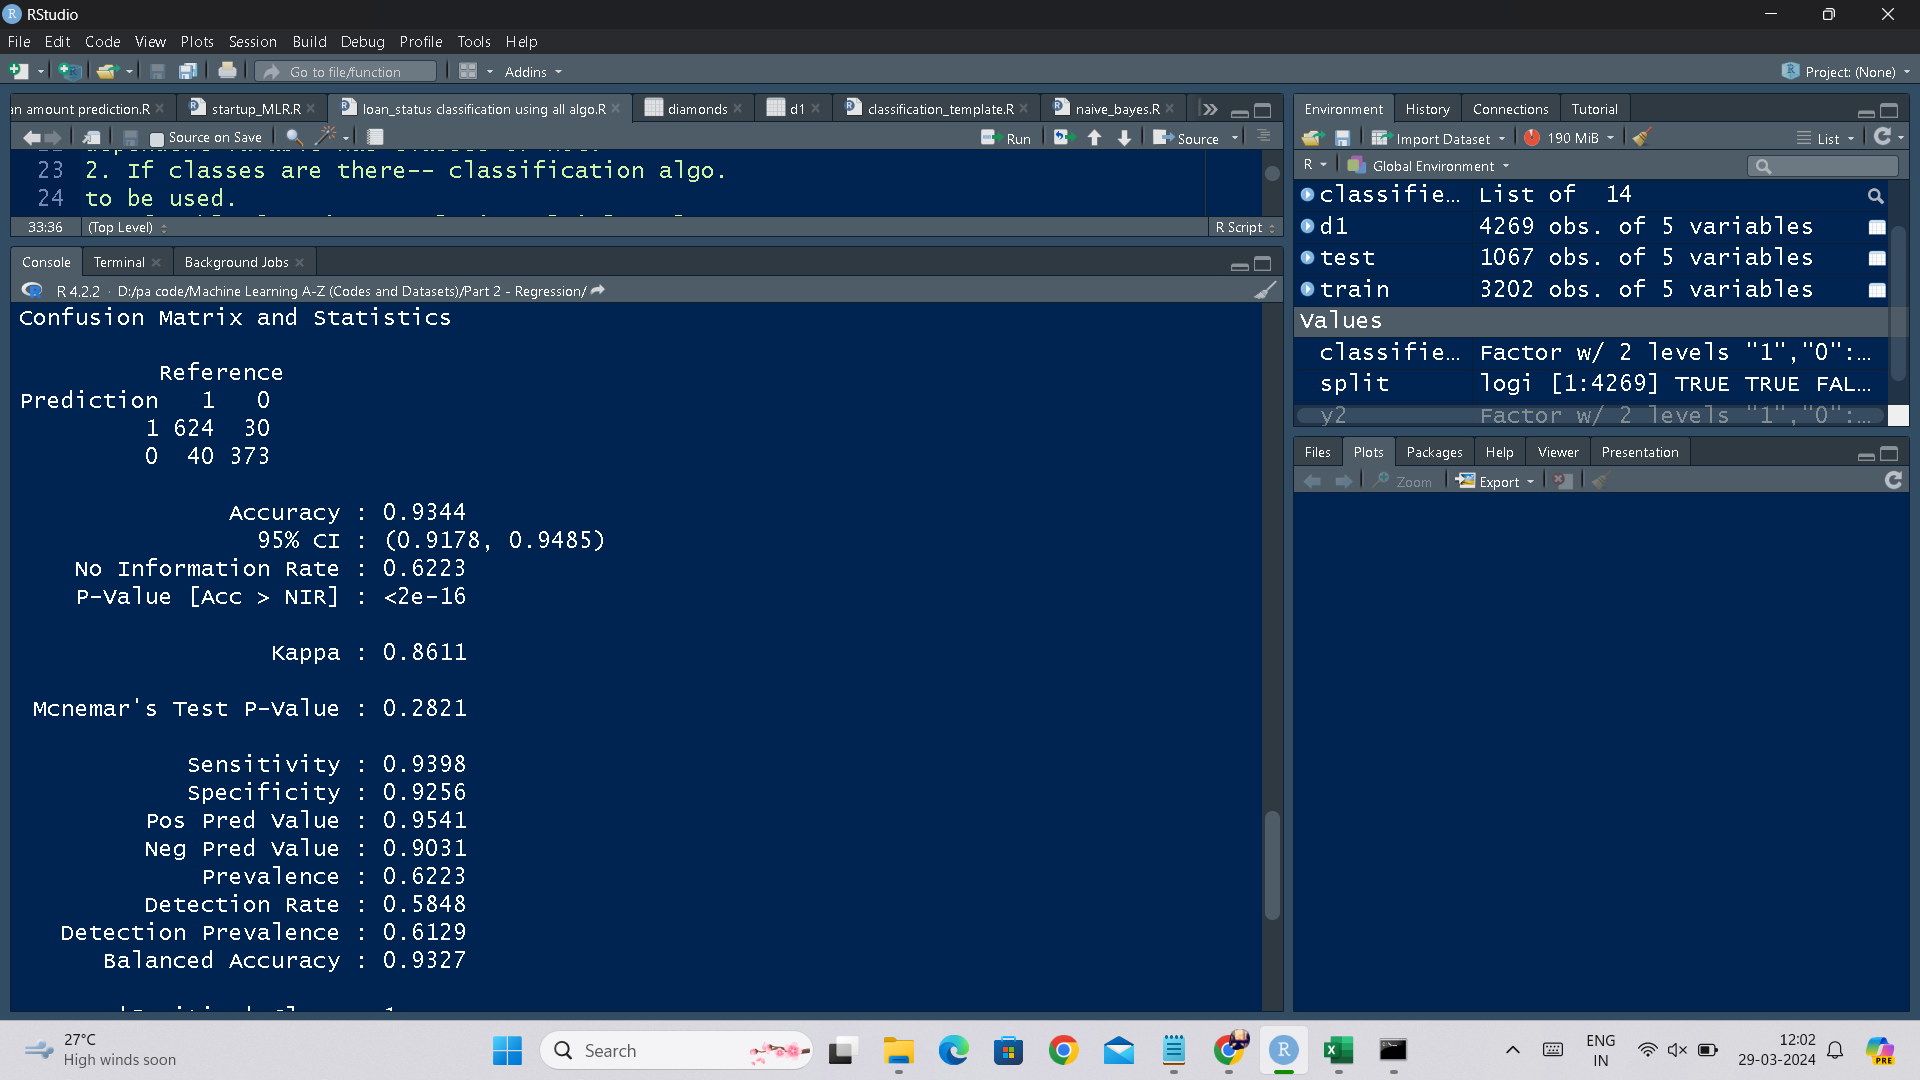 RStudio
File Edit Code View Plots Session Build Debug Profile Tools Help
Go to file/function Addins Project: (None)
an amount prediction.R startup_MLR.R loan_status classification using all algo.R diamonds d1 classification_template.R naive_bayes.R
Source on Save Run Source
23 2. If classes are there-- classification algo.
24 to be used.
33:36 (Top Level) R Script
Console Terminal Background Jobs
R 4.2.2 · D:/pa code/Machine Learning A-Z (Codes and Datasets)/Part 2 - Regression/
Confusion Matrix and Statistics
Reference
Prediction 1 0
1 624 30
0 40 373
Accuracy : 0.9344
95% CI : (0.9178, 0.9485)
No Information Rate : 0.6223
P-Value [Acc > NIR] : <2e-16
Kappa : 0.8611
Mcnemar's Test P-Value : 0.2821
Sensitivity : 0.9398
Specificity : 0.9256
Pos Pred Value : 0.9541
Neg Pred Value : 0.9031
Prevalence : 0.6223
Detection Rate : 0.5848
Detection Prevalence : 0.6129
Balanced Accuracy : 0.9327
Environment History Connections Tutorial
Import Dataset 190 MiB List
R Global Environment
classifie... List of 14
d1 4269 obs. of 5 variables
test 1067 obs. of 5 variables
train 3202 obs. of 5 variables
Values
classifie... Factor w/ 2 levels "1","0":...
split logi [1:4269] TRUE TRUE FAL...
y2 Factor w/ 2 levels "1","0":...
Files Plots Packages Help Viewer Presentation
Zoom Export
27°C
High winds soon
Search
ENG
IN
12:02
29-03-2024
PRE